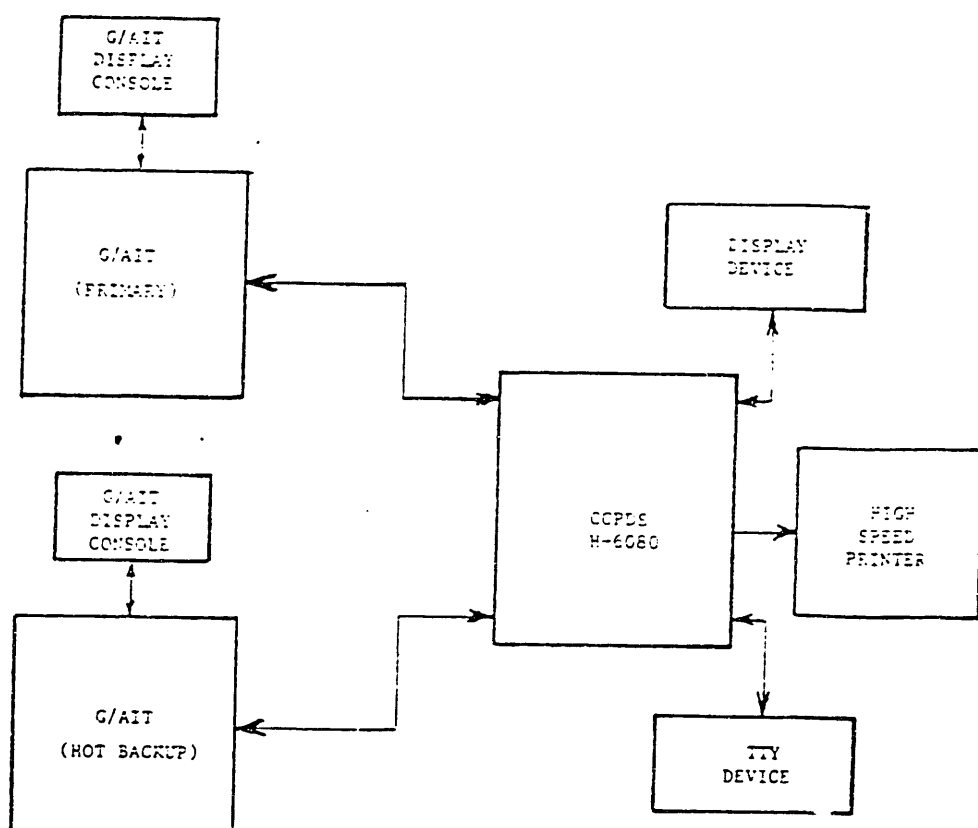 G/AIT
DISPLAY
CONSOLE
G/AIT
(PRIMARY)
DISPLAY
DEVICE
G/AIT
DISPLAY
CONSOLE
CCPDS
H-6080
HIGH
SPEED
PRINTER
G/AIT
(HOT BACKUP)
TTY
DEVICE